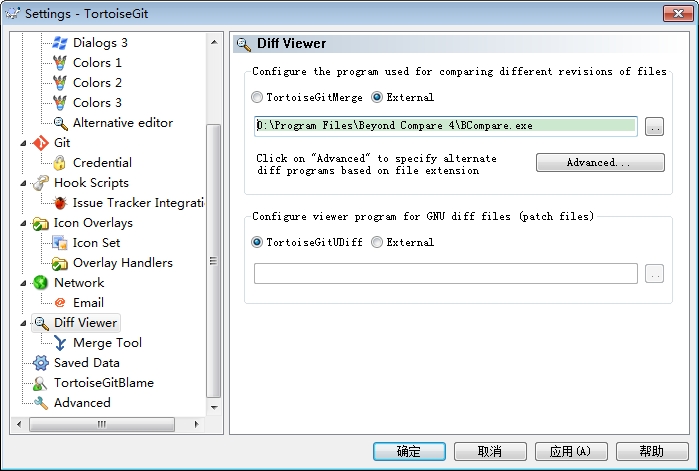 Settings - TortoiseGit
Dialogs 3
Colors 1
Colors 2
Colors 3
Alternative editor
Git
Credential
Hook Scripts
Issue Tracker Integratio
Icon Overlays
Icon Set
Overlay Handlers
Network
Email
Diff Viewer
Merge Tool
Saved Data
TortoiseGitBlame
Advanced
Diff Viewer
Configure the program used for comparing different revisions of files
TortoiseGitMerge External
D:\Program Files\Beyond Compare 4\BCompare.exe
..
Click on "Advanced" to specify alternate
diff programs based on file extension
Advanced...
Configure viewer program for GNU diff files (patch files)
TortoiseGitUDiff External
..
确定 取消 应用(A) 帮助